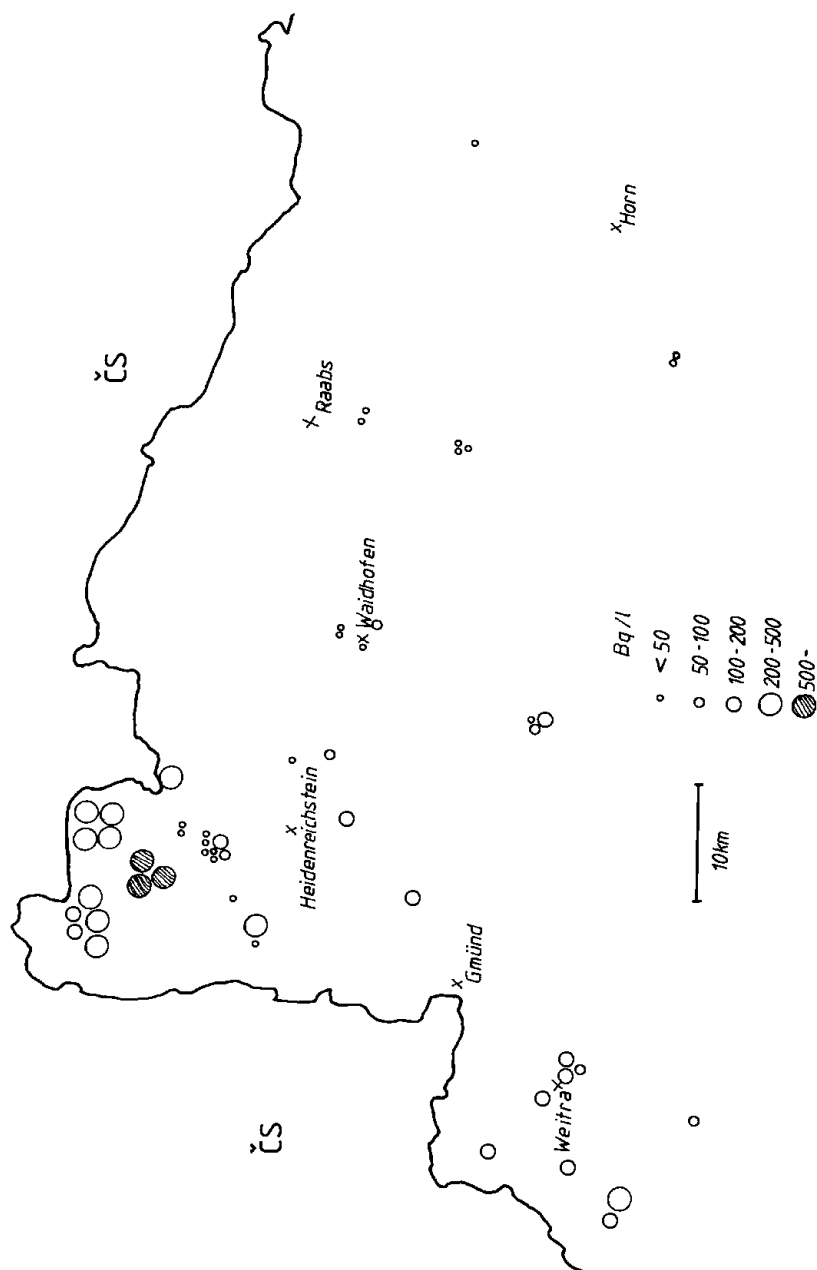 ČS
Horn
Raabs
Waidhofen
Heidenreichstein
Gmünd
ČS
Weitra
Bq/l
< 50
50-100
100-200
200-500
500-
10km